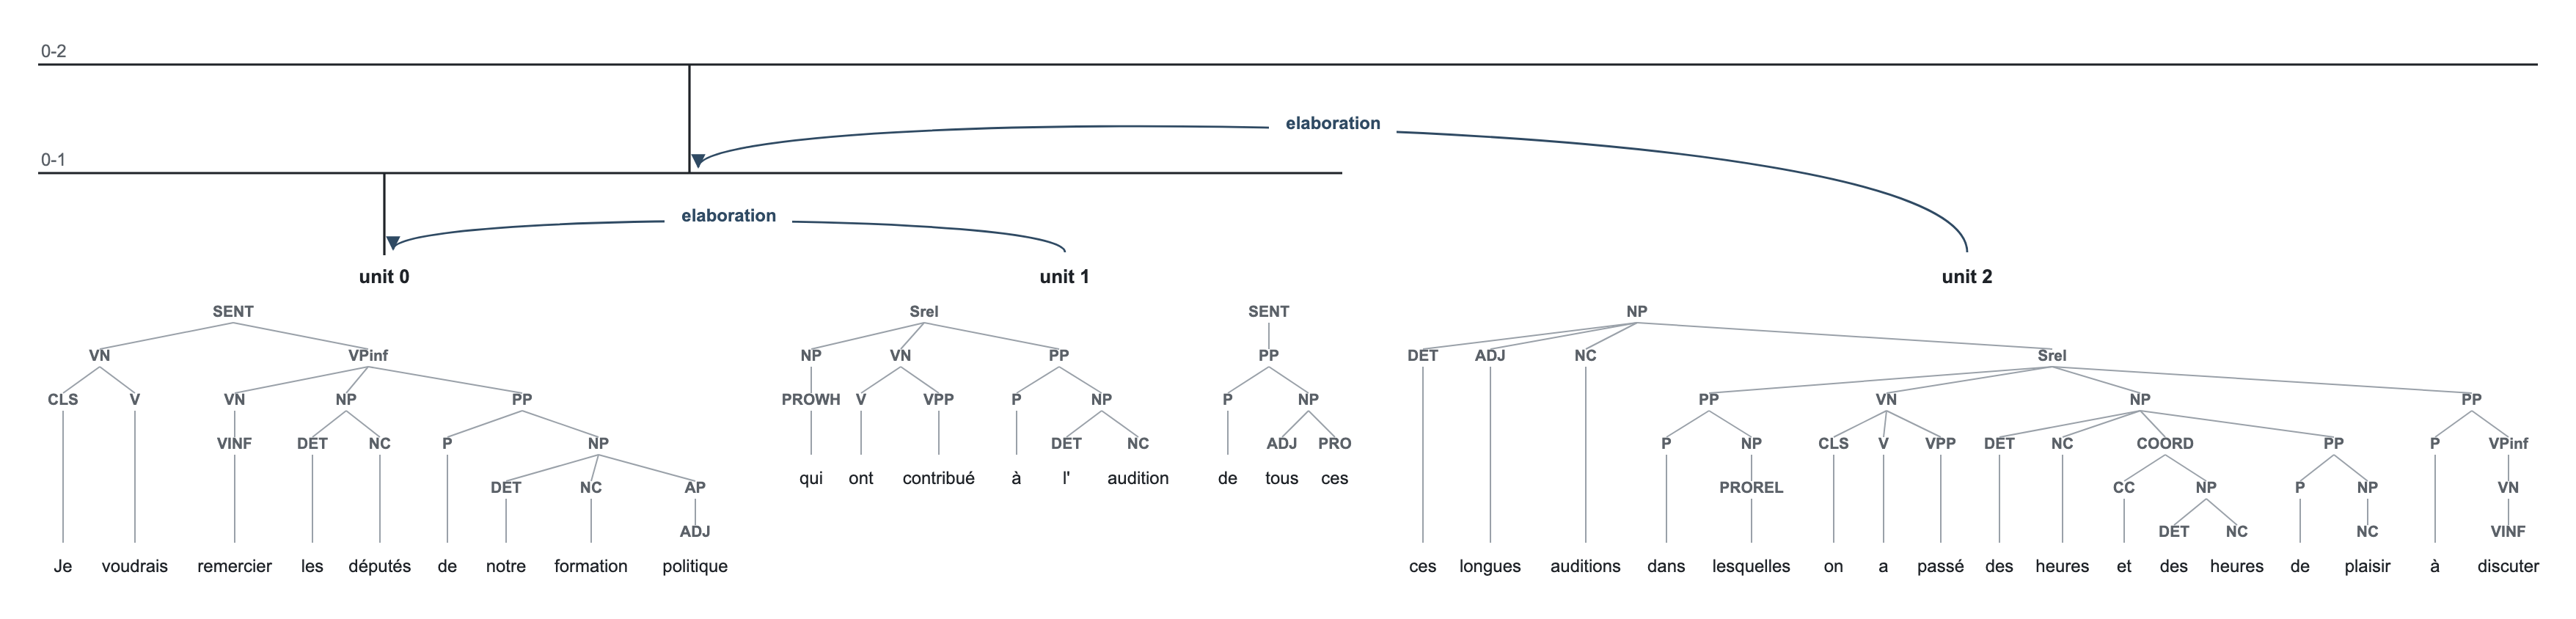 0-2
elaboration
0-1
elaboration
unit 0 unit 1 unit 2
SENT Srel SENT NP
VN VPinf NP VN PP PP DET ADJ NC Srel
CLS V VN NP PP PROWH V VPP P NP P NP PP VN NP PP
VINF DET NC P NP DET NC ADJ PRO P NP CLS V VPP DET NC COORD PP P VPinf
qui ont contribué à l' audition de tous ces
DET NC AP PROREL CC NP P NP VN
ADJ DET NC NC VINF
Je voudrais remercier les députés de notre formation politique ces longues auditions dans lesquelles on a passé des heures et des heures de plaisir à discuter